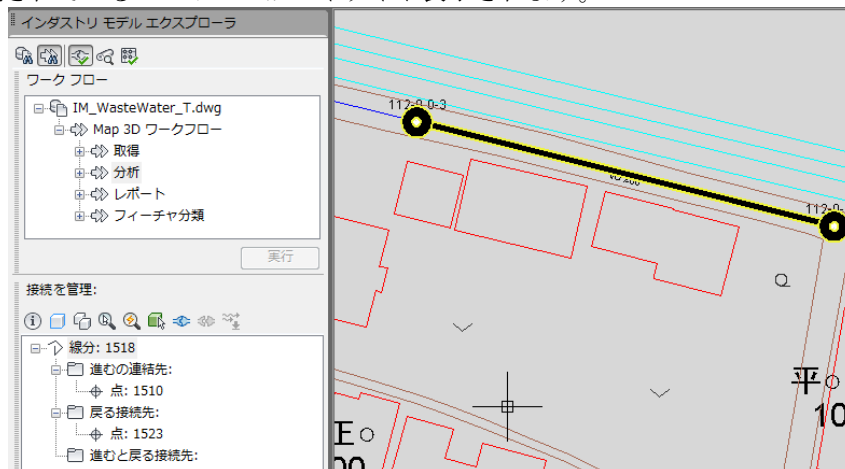 インダストリ モデル エクスプローラ
ワーク フロー
IM_WasteWater_T.dwg
Map 3D ワークフロー
取得
分析
レポート
フィーチャ分類
実行
接続を管理:
線分: 1518
進むの連結先:
点: 1510
戻る接続先:
点: 1523
進むと戻る接続先:
平
10